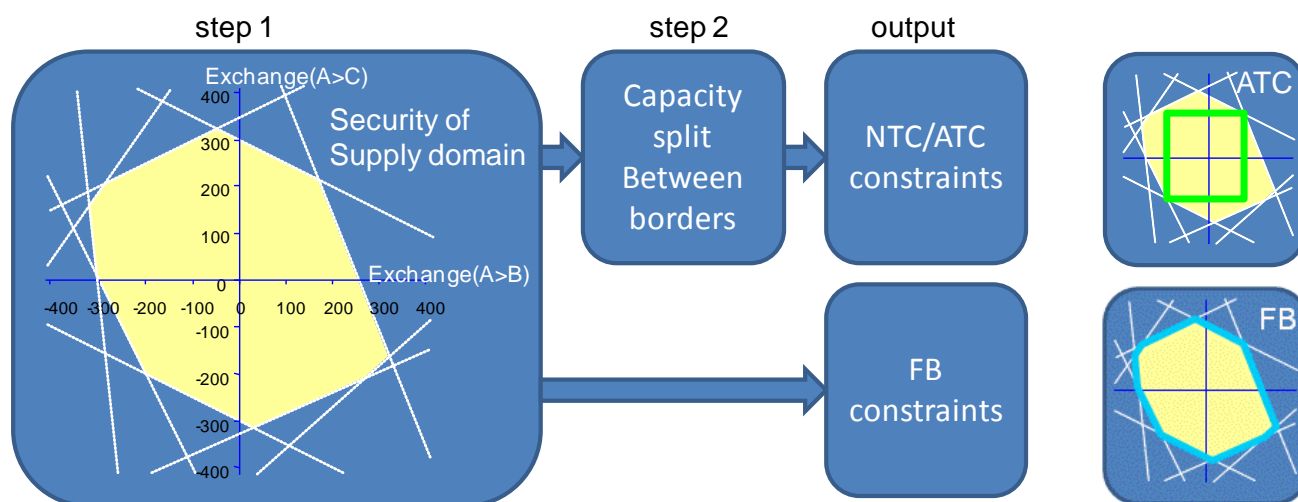 step 1
step 2
output
Exchange(A>C)
400
Security of
Supply domain
300
200
100
Exchange(A>B)
-400 -300 -200 -100 0 100 200 300 400
-100
-200
-300
-400
Capacity
split
Between
borders
NTC/ATC
constraints
FB
constraints
ATC
FB